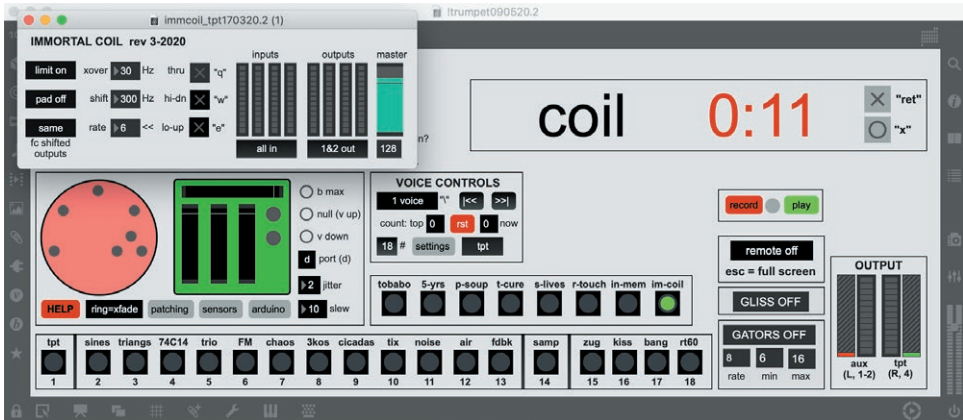 immcoil_tpt170320.2 (1)
!trumpet090520.2
IMMORTAL COIL rev 3-2020
inputs outputs master
limit on xover 30 Hz thru "q"
pad off shift 300 Hz hi-dn "w"
same rate 6 << lo-up "e"
fc shifted
outputs
all in 1&2 out 128
n?
coil 0:11
"ret"
"x"
b max
null (v up)
v down
d port (d)
2 jitter
10 slew
HELP ring=xfade patching sensors arduino
VOICE CONTROLS
1 voice "\" |<< >>|
count: top 0 rst 0 now
18 # settings tpt
tobabo 5-yrs p-soup t-cure s-lives r-touch in-mem im-coil
record play
remote off
esc = full screen
GLISS OFF
GATORS OFF
8 6 16
rate min max
OUTPUT
aux tpt
(L, 1-2) (R, 4)
tpt sines triangs 74C14 trio FM chaos 3kos cicadas tix noise air fdbk samp zug kiss bang rt60
1 2 3 4 5 6 7 8 9 10 11 12 13 14 15 16 17 18